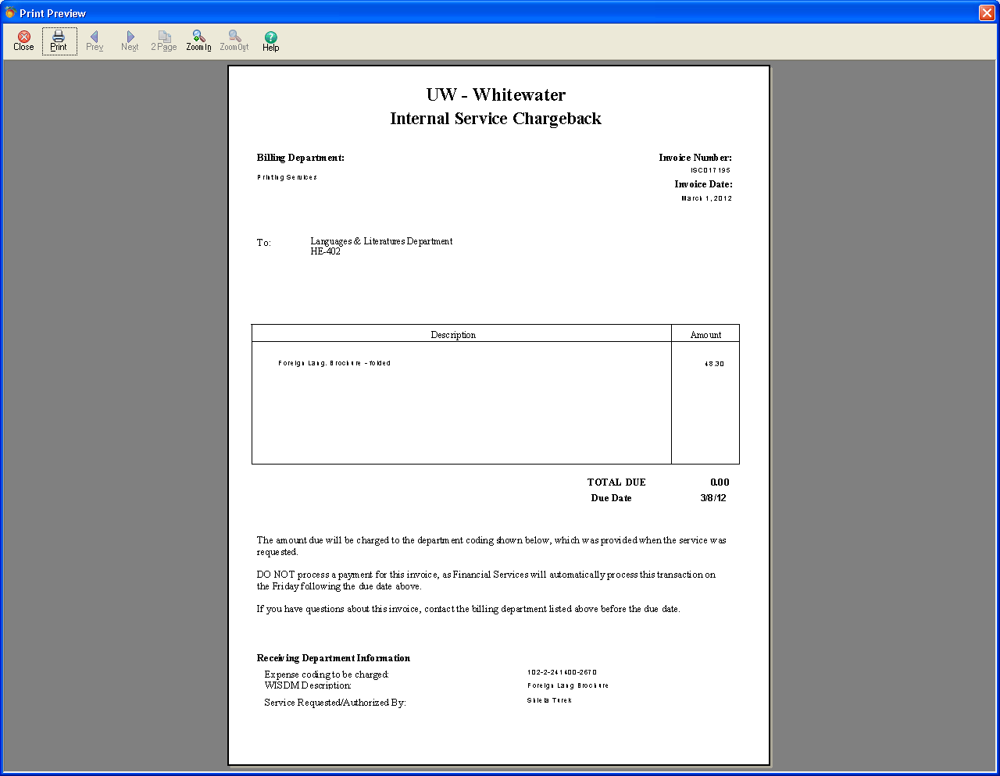 Print Preview
Close Print Prev Next 2 Page Zoom In Zoom Out Help
UW - Whitewater
Internal Service Chargeback
Billing Department: Invoice Number:
Printing Services ISC017195
Invoice Date:
March 1, 2012
To: Languages & Literatures Department
HE-402
Description Amount
Foreign Lang. Brochure - folded 48.30
TOTAL DUE 0.00
Due Date 3/8/12
The amount due will be charged to the department coding shown below, which was provided when the service was
requested.
DO NOT process a payment for this invoice, as Financial Services will automatically process this transaction on
the Friday following the due date above.
If you have questions about this invoice, contact the billing department listed above before the due date.
Receiving Department Information
Expense coding to be charged: 102-2-241400-2670
WISDM Description: Foreign Lang Brochure
Service Requested/Authorized By: Turek